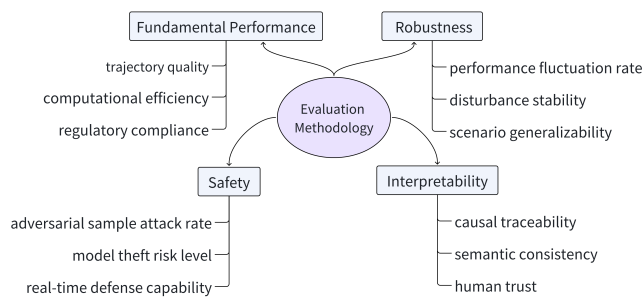 Fundamental Performance
trajectory quality
computational efficiency
regulatory compliance
Robustness
performance fluctuation rate
disturbance stability
scenario generalizability
Evaluation
Methodology
Safety
adversarial sample attack rate
model theft risk level
real-time defense capability
Interpretability
causal traceability
semantic consistency
human trust